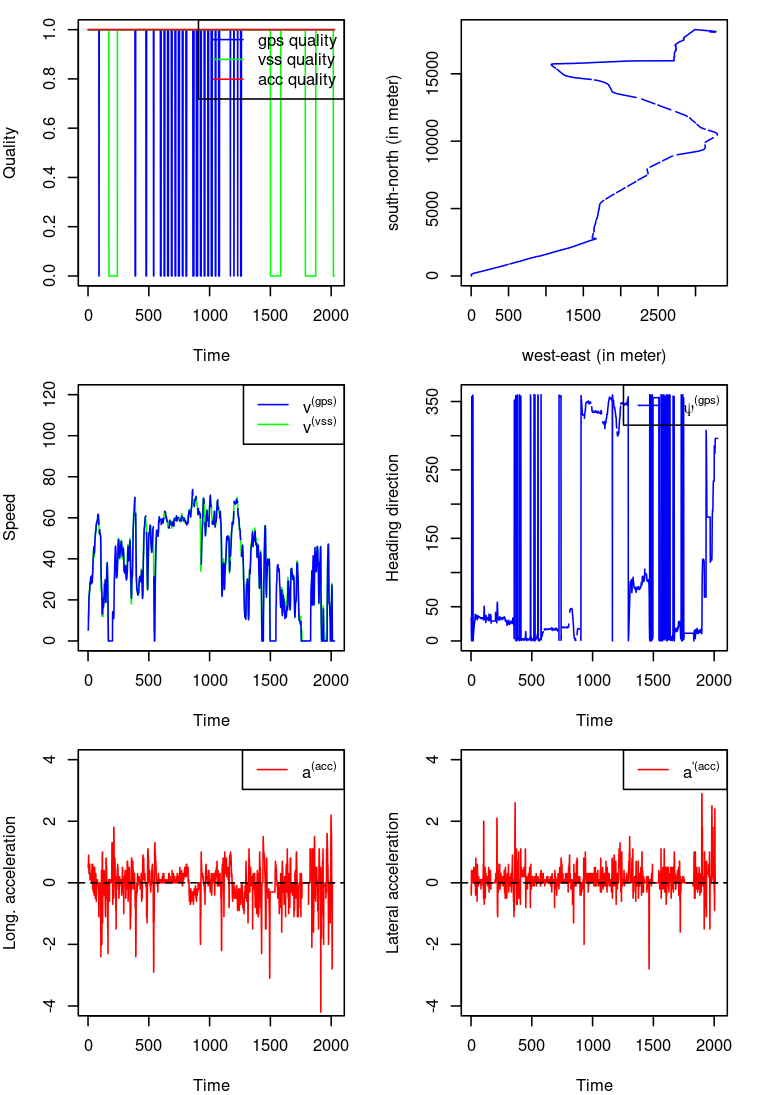 gps quality
vss quality
acc quality
Quality
0.0 0.2 0.4 0.6 0.8 1.0
0 500 1000 1500 2000
Time
south-north (in meter)
0 5000 10000 15000
0 500 1500 2500
west-east (in meter)
v(gps)
v(vss)
Speed
0 20 40 60 80 100 120
0 500 1000 1500 2000
Time
ψ(gps)
Heading direction
0 50 150 250 350
0 500 1000 1500 2000
Time
a(acc)
Long. acceleration
-4 -2 0 2 4
0 500 1000 1500 2000
Time
a'(acc)
Lateral acceleration
-4 -2 0 2 4
0 500 1000 1500 2000
Time